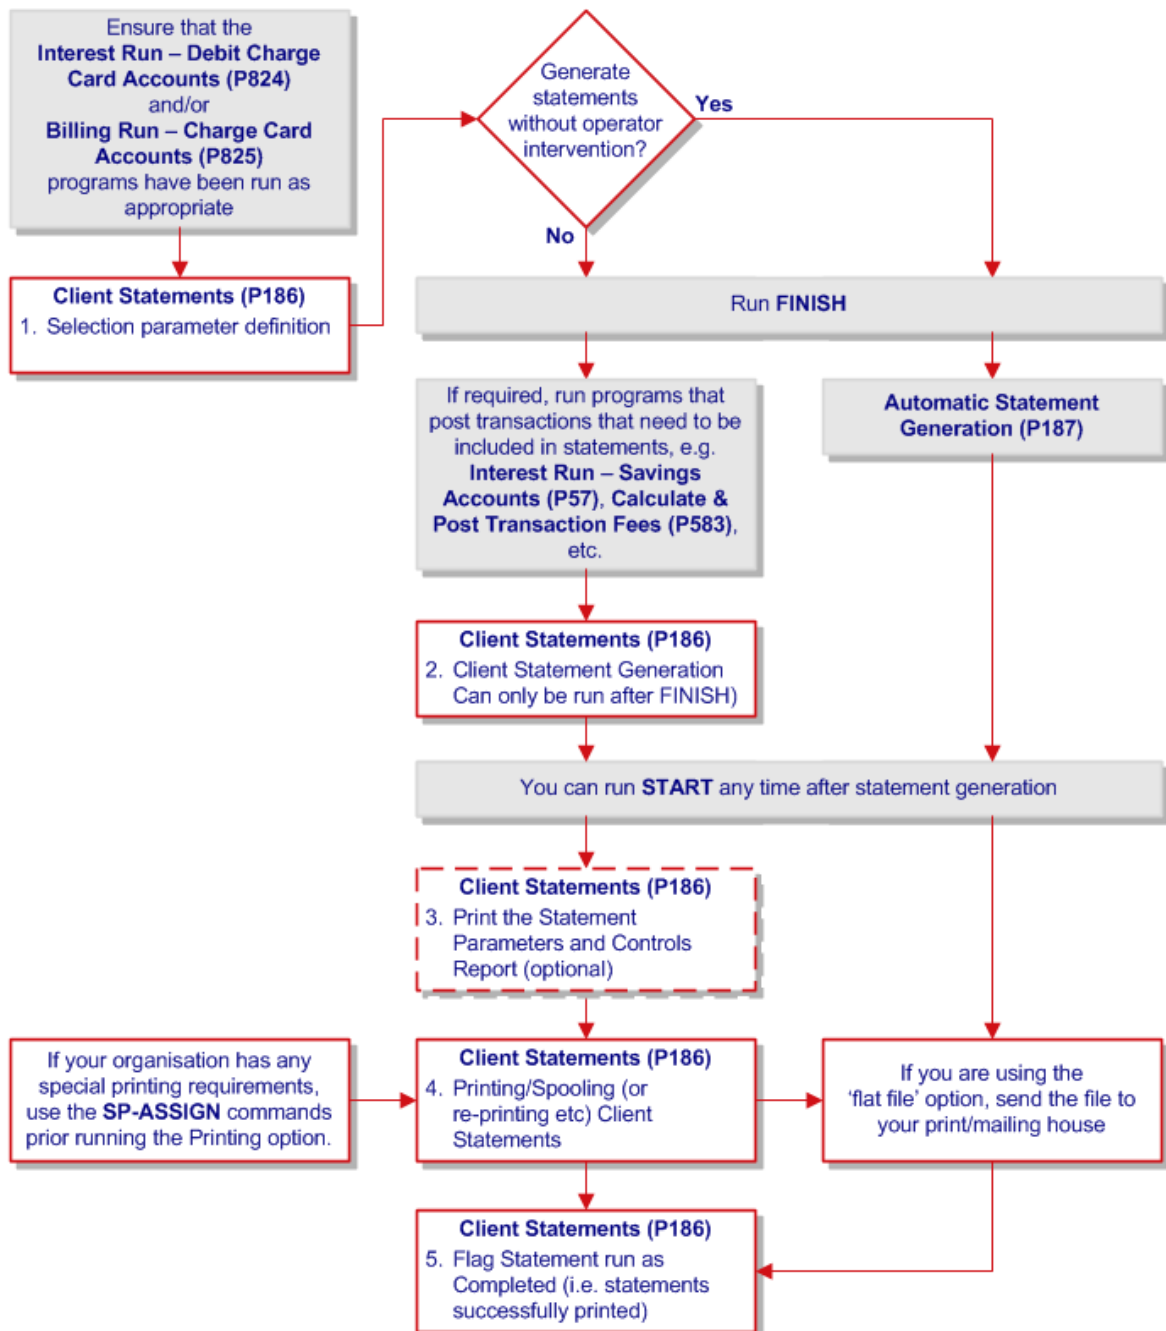 Ensure that the
Interest Run – Debit Charge
Card Accounts (P824)
and/or
Billing Run – Charge Card
Accounts (P825)
programs have been run as
appropriate
Client Statements (P186)
1. Selection parameter definition
Generate
statements
without operator
intervention?
Yes
No
Run FINISH
If required, run programs that
post transactions that need to be
included in statements, e.g.
Interest Run – Savings
Accounts (P57), Calculate &
Post Transaction Fees (P583),
etc.
Automatic Statement
Generation (P187)
Client Statements (P186)
2. Client Statement Generation
Can only be run after FINISH)
You can run START any time after statement generation
Client Statements (P186)
3. Print the Statement
Parameters and Controls
Report (optional)
If your organisation has any
special printing requirements,
use the SP-ASSIGN commands
prior running the Printing option.
Client Statements (P186)
4. Printing/Spooling (or
re-printing etc) Client
Statements
If you are using the
‘flat file’ option, send the file to
your print/mailing house
Client Statements (P186)
5. Flag Statement run as
Completed (i.e. statements
successfully printed)